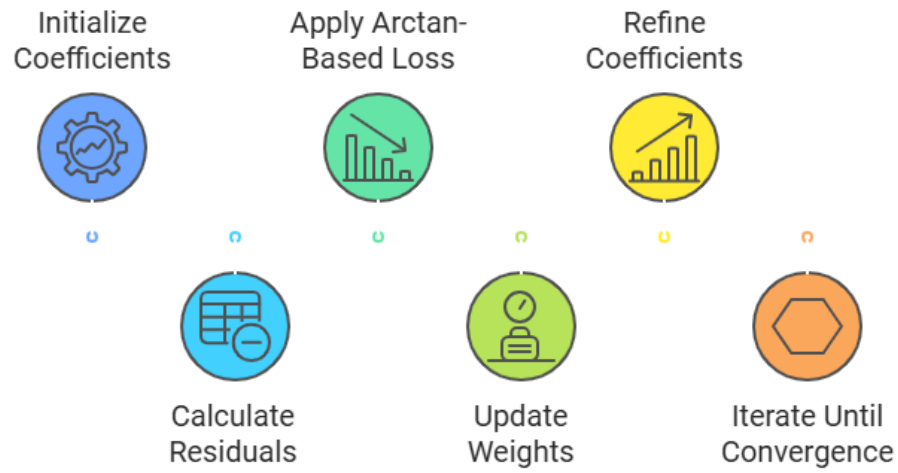 Initialize
Coefficients
Apply Arctan-
Based Loss
Refine
Coefficients
Calculate
Residuals
Update
Weights
Iterate Until
Convergence